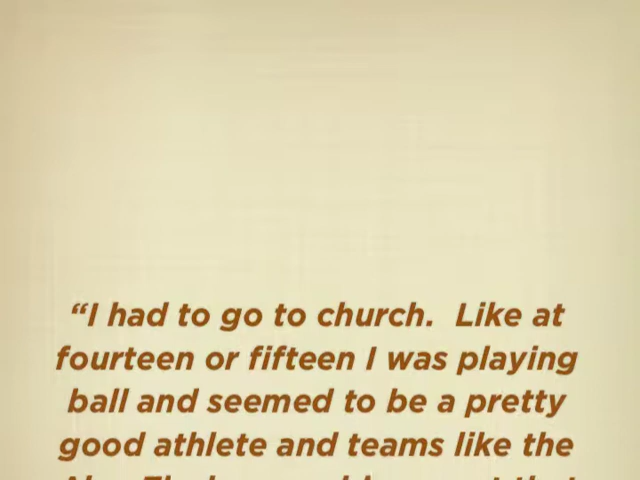 “I had to go to church. Like at
fourteen or fifteen I was playing
ball and seemed to be a pretty
good athlete and teams like the